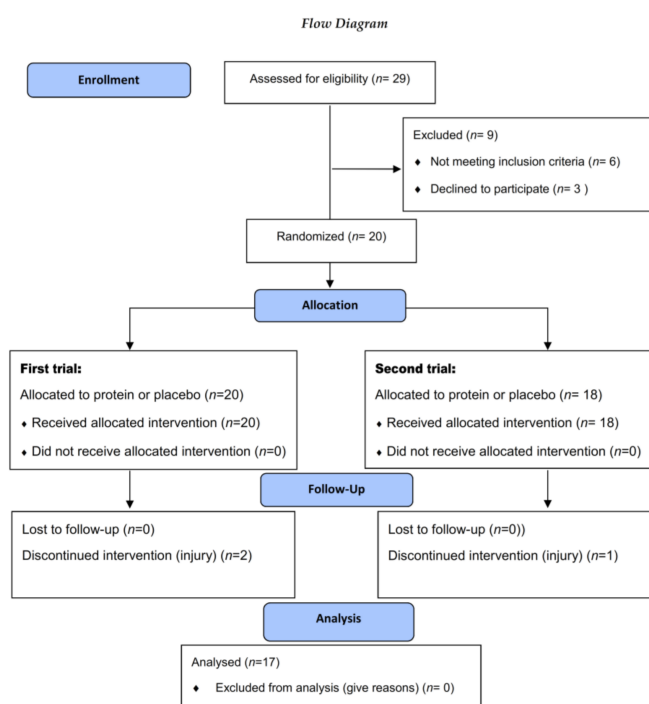 Flow Diagram
Enrollment
Assessed for eligibility (n= 29)
Excluded (n= 9)
♦ Not meeting inclusion criteria (n= 6)
♦ Declined to participate (n= 3 )
Randomized (n= 20)
Allocation
First trial:
Allocated to protein or placebo (n=20)
♦ Received allocated intervention (n=20)
♦ Did not receive allocated intervention (n=0)
Second trial:
Allocated to protein or placebo (n= 18)
♦ Received allocated intervention (n= 18)
♦ Did not receive allocated intervention (n=0)
Follow-Up
Lost to follow-up (n=0)
Discontinued intervention (injury) (n=2)
Lost to follow-up (n=0))
Discontinued intervention (injury) (n=1)
Analysis
Analysed (n=17)
♦ Excluded from analysis (give reasons) (n= 0)